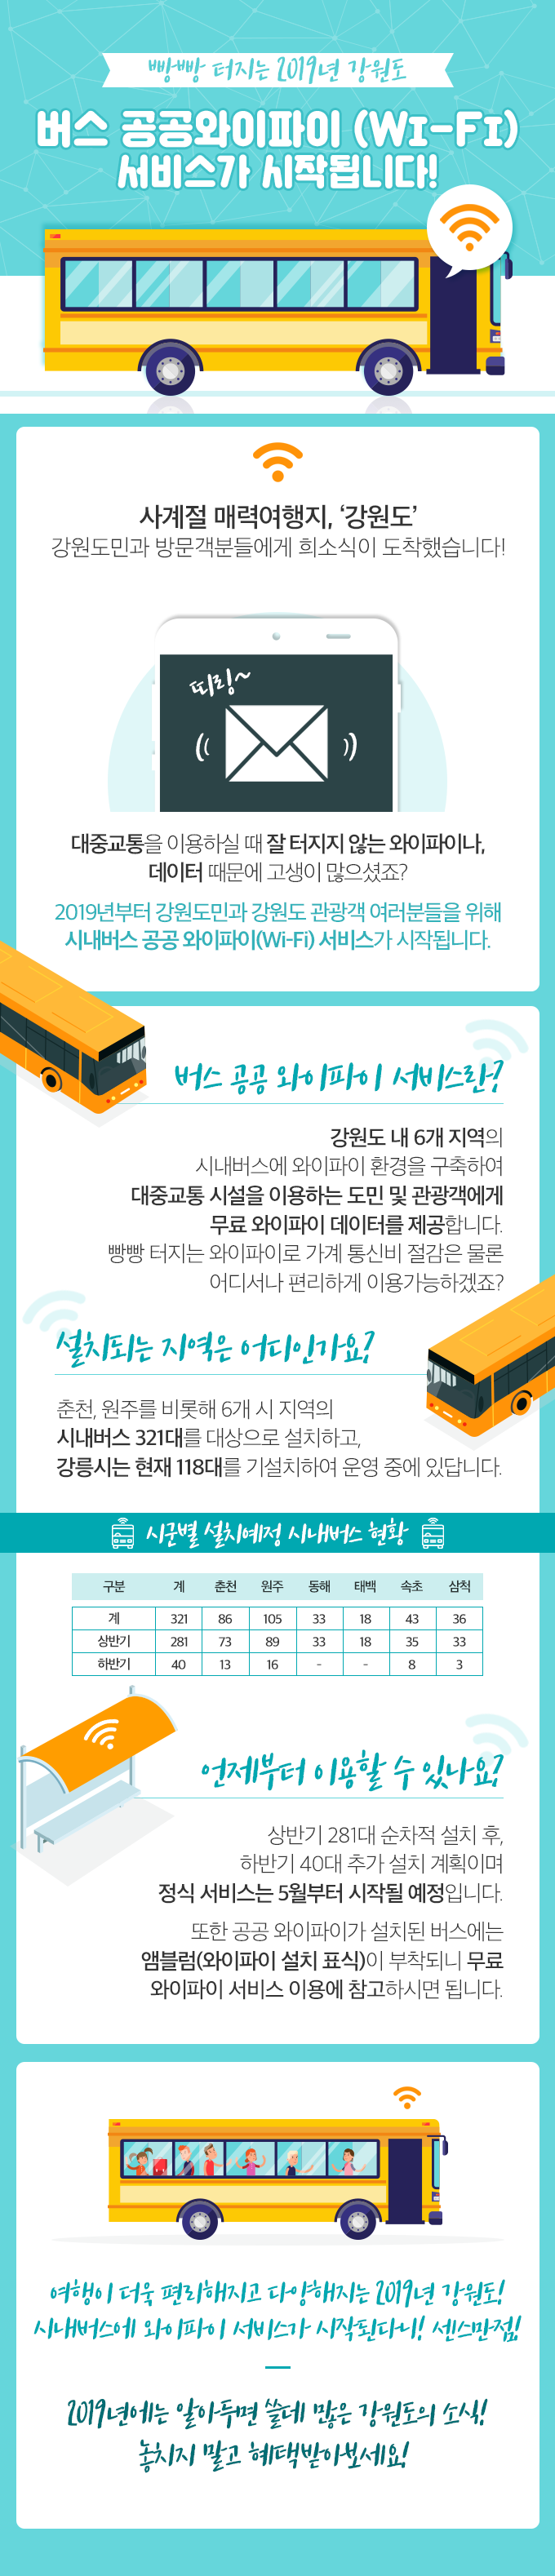 빵빵 터지는 2019년 강원도
버스 공공와이파이 (WI-FI)
서비스가 시작됩니다!
사계절 매력여행지, ‘강원도’
강원도민과 방문객분들에게 희소식이 도착했습니다!
띠링~
대중교통을 이용하실 때 잘 터지지 않는 와이파이나,
데이터 때문에 고생이 많으셨죠?
2019년부터 강원도민과 강원도 관광객 여러분들을 위해
시내버스 공공 와이파이(Wi-Fi) 서비스가 시작됩니다.
버스 공공 와이파이 서비스란?
강원도 내 6개 지역의
시내버스에 와이파이 환경을 구축하여
대중교통 시설을 이용하는 도민 및 관광객에게
무료 와이파이 데이터를 제공합니다.
빵빵 터지는 와이파이로 가계 통신비 절감은 물론
어디서나 편리하게 이용가능하겠죠?
설치되는 지역은 어디인가요?
춘천, 원주를 비롯해 6개 시 지역의
시내버스 321대를 대상으로 설치하고,
강릉시는 현재 118대를 기설치하여 운영 중에 있답니다.
시군별 설치예정 시내버스 현황
구분 계 춘천 원주 동해 태백 속초 삼척
계 321 86 105 33 18 43 36
상반기 281 73 89 33 18 35 33
하반기 40 13 16 - - 8 3
언제부터 이용할 수 있나요?
상반기 281대 순차적 설치 후,
하반기 40대 추가 설치 계획이며
정식 서비스는 5월부터 시작될 예정입니다.
또한 공공 와이파이가 설치된 버스에는
앰블럼(와이파이 설치 표식)이 부착되니 무료
와이파이 서비스 이용에 참고하시면 됩니다.
여행이 더욱 편리해지고 다양해지는 2019년 강원도!
시내버스에 와이파이 서비스가 시작된다니! 센스만점!
2019년에는 알아두면 쓸데 많은 강원도의 소식!
놓치지 말고 혜택받아보세요!